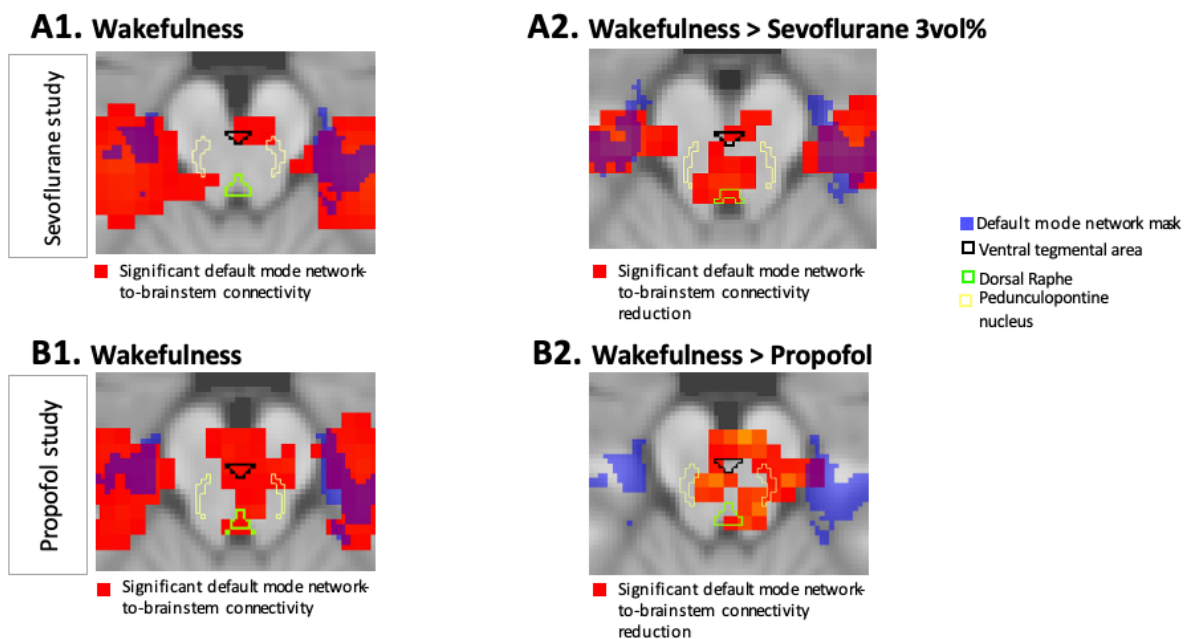 A1. Wakefulness
A2. Wakefulness > Sevoflurane 3vol%
Sevoflurane study
Significant default mode network-
to-brainstem connectivity
Significant default mode network-
to-brainstem connectivity
reduction
Default mode network mask
Ventral tegmental area
Dorsal Raphe
Pedunculopontine
nucleus
B1. Wakefulness
B2. Wakefulness > Propofol
Propofol study
Significant default mode network-
to-brainstem connectivity
Significant default mode network-
to-brainstem connectivity
reduction